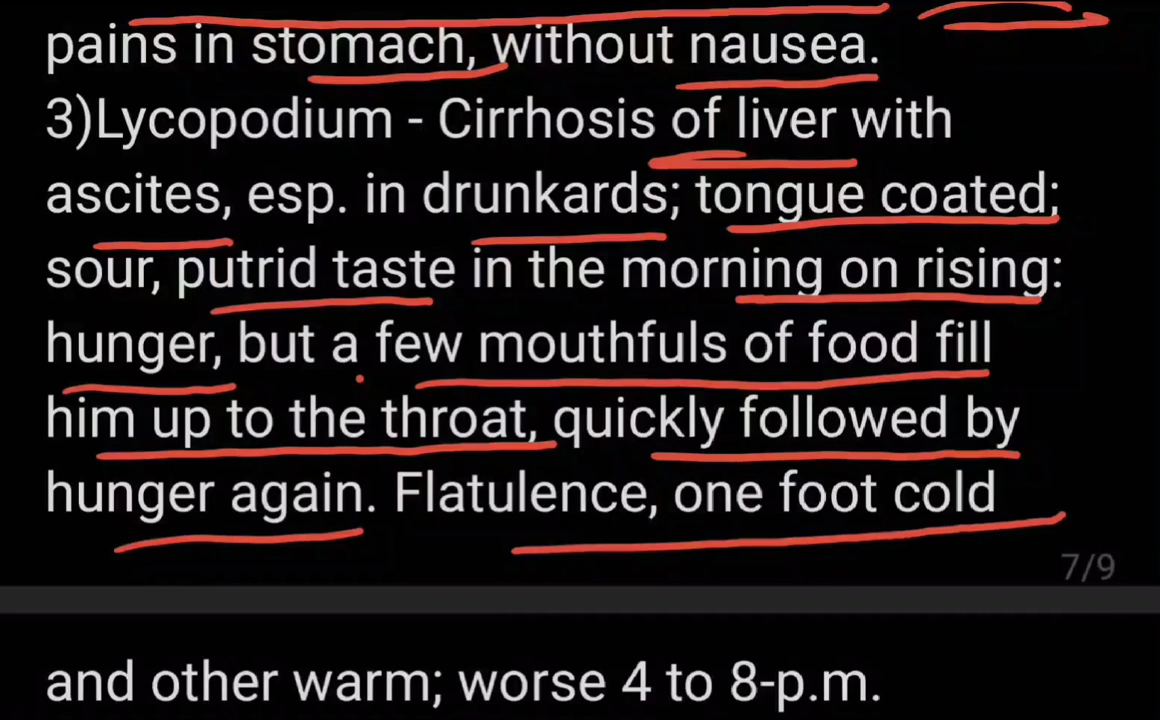 pains in stomach, without nausea.
3)Lycopodium - Cirrhosis of liver with
ascites, esp. in drunkards; tongue coated;
sour, putrid taste in the morning on rising:
hunger, but a few mouthfuls of food fill
him up to the throat, quickly followed by
hunger again. Flatulence, one foot cold
7/9
and other warm; worse 4 to 8-p.m.